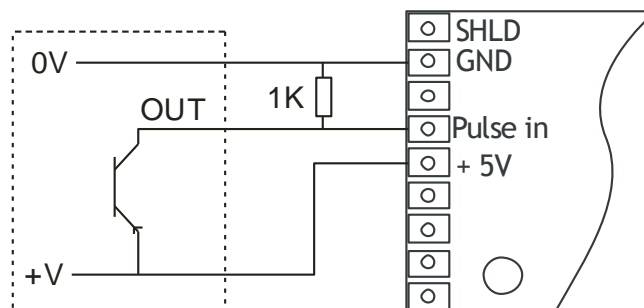 SHLD
0V
GND
1K
OUT
Pulse in
+ 5V
+V